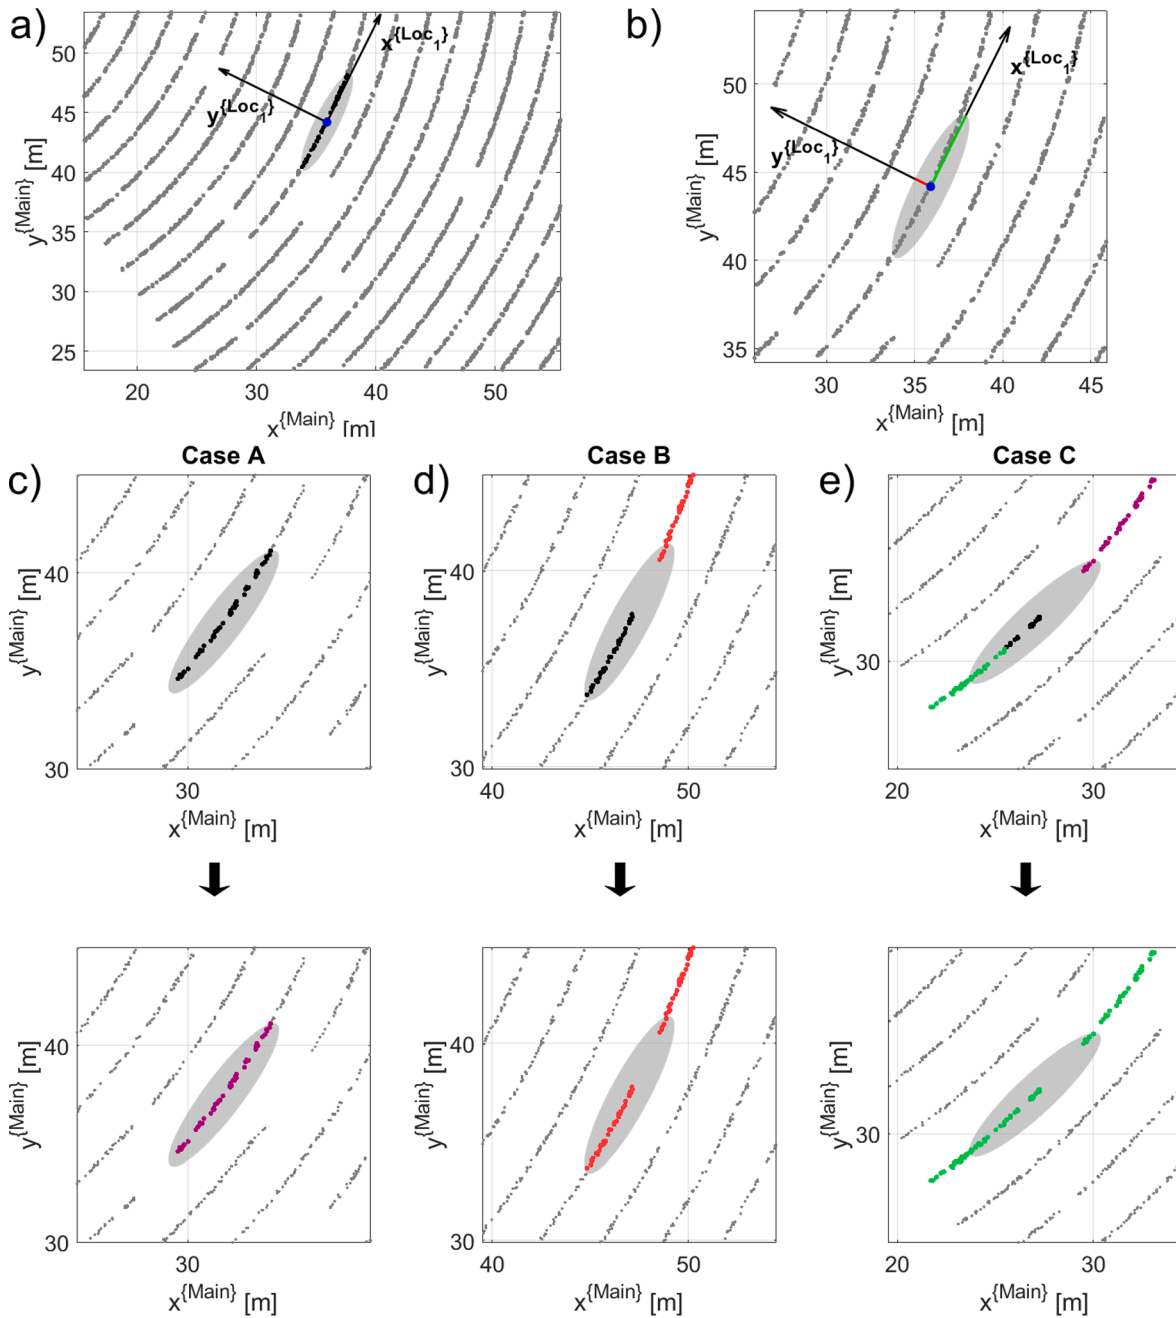 a)
50
45
40
35
30
25
20
30
40
50
y{Main} [m]
x{Main} [m]
x{Loc1}
y{Loc1}
b)
50
45
40
35
30
35
40
45
y{Main} [m]
x{Main} [m]
x{Loc1}
y{Loc1}
c)
Case A
40
30
30
y{Main} [m]
x{Main} [m]
d)
Case B
40
30
40
50
y{Main} [m]
x{Main} [m]
e)
Case C
30
20
30
y{Main} [m]
x{Main} [m]
40
30
30
y{Main} [m]
x{Main} [m]
40
30
40
50
y{Main} [m]
x{Main} [m]
30
20
30
y{Main} [m]
x{Main} [m]